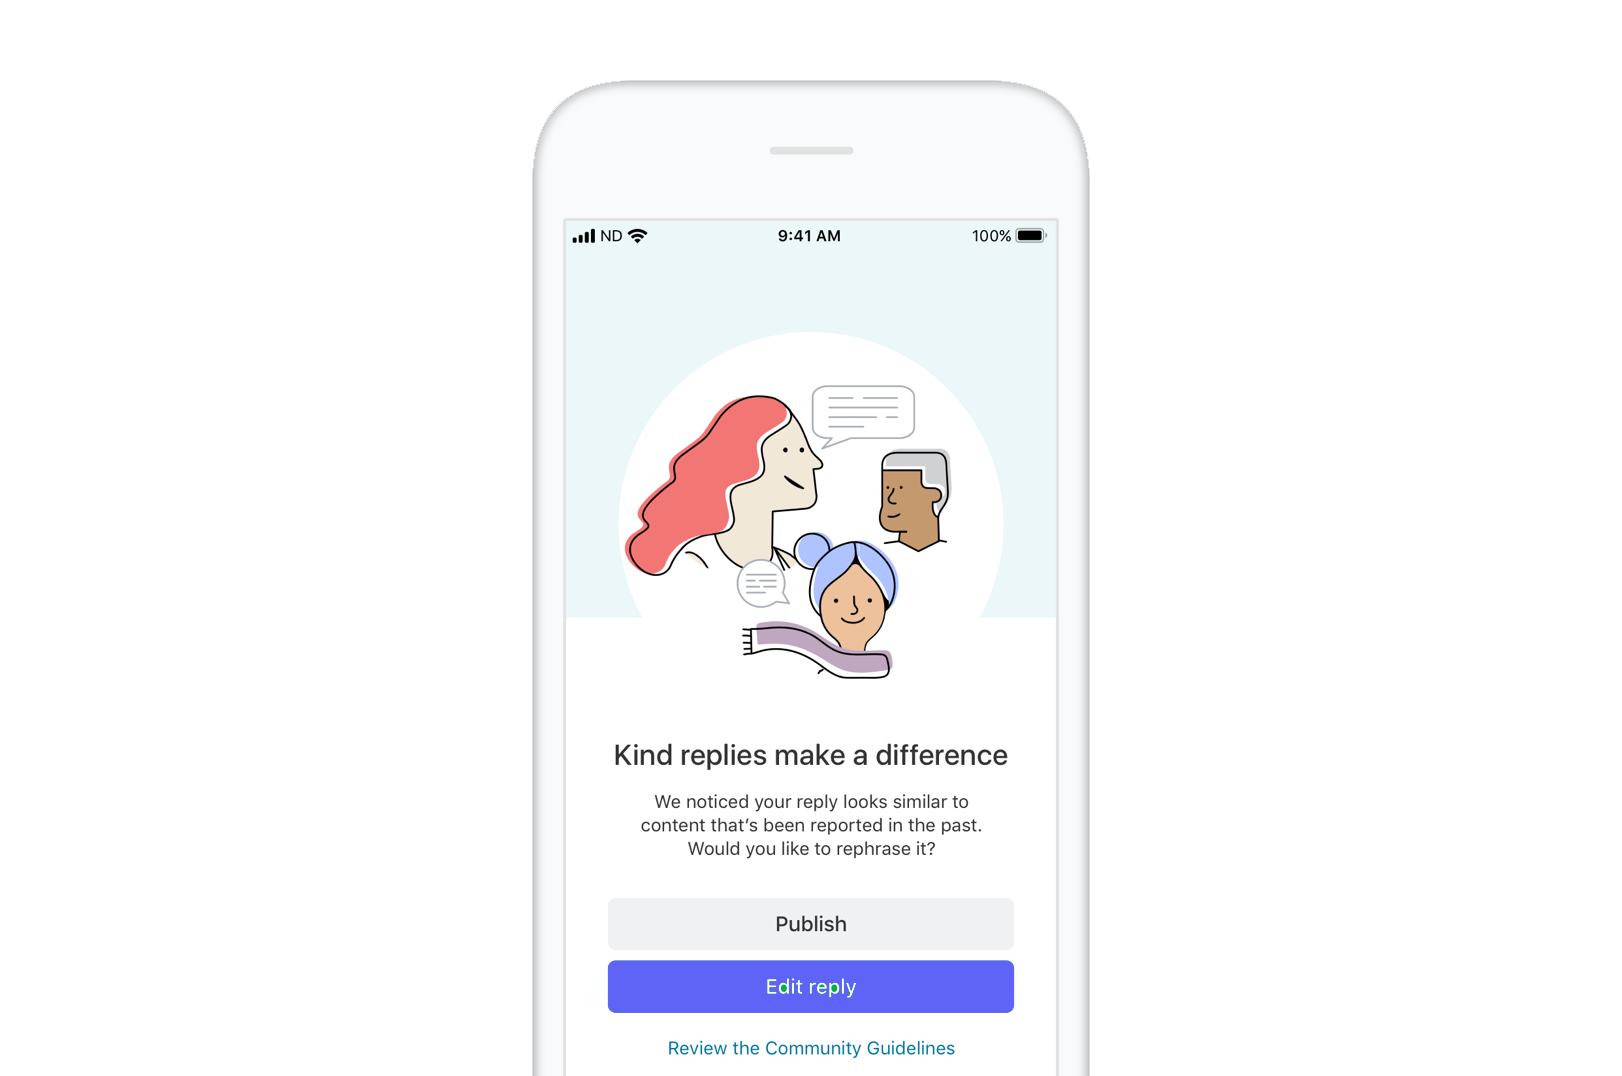 ND 9:41 AM 100%
Kind replies make a difference
We noticed your reply looks similar to
content that’s been reported in the past.
Would you like to rephrase it?
Publish
Edit reply
Review the Community Guidelines